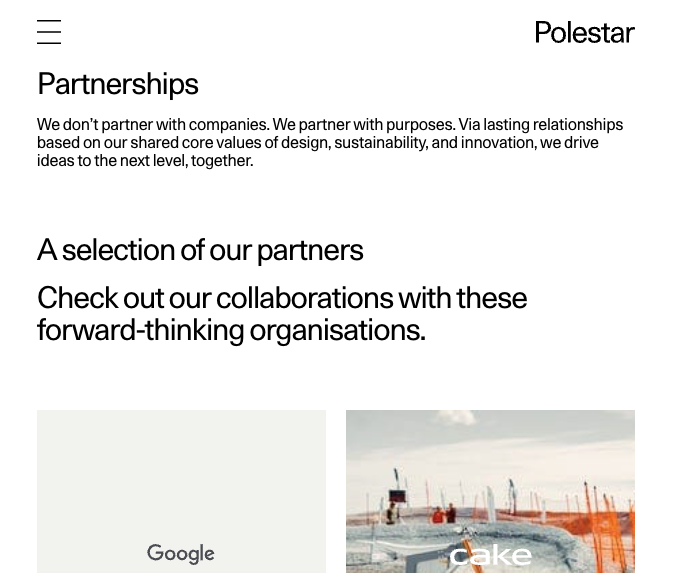 Polestar
Partnerships
We don’t partner with companies. We partner with purposes. Via lasting relationships
based on our shared core values of design, sustainability, and innovation, we drive
ideas to the next level, together.
A selection of our partners
Check out our collaborations with these
forward-thinking organisations.
Google
cake